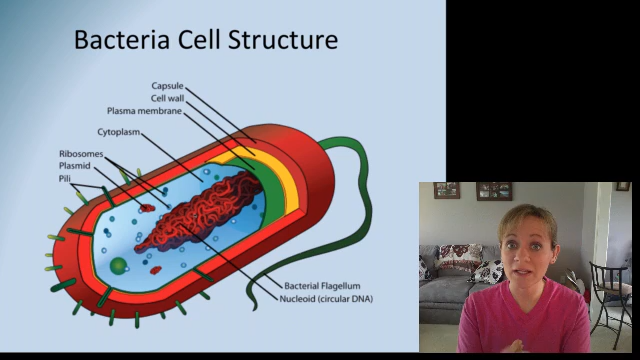 Bacteria Cell Structure
Capsule
Cell wall
Plasma membrane
Cytoplasm
Ribosomes
Plasmid
Pili
Bacterial Flagellum
Nucleoid (circular DNA)